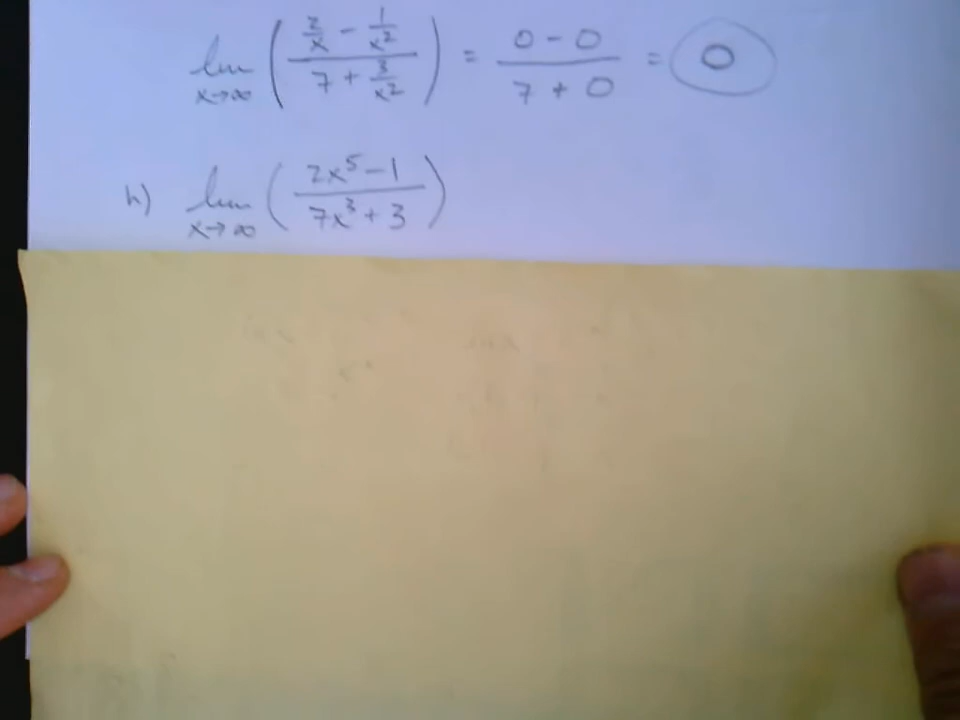 lim x→∞ ( (2/x - 1/x²) / (7 + 3/x²) ) = (0 - 0) / (7 + 0) = 0
h) lim x→∞ ( (2x⁵ - 1) / (7x³ + 3) )